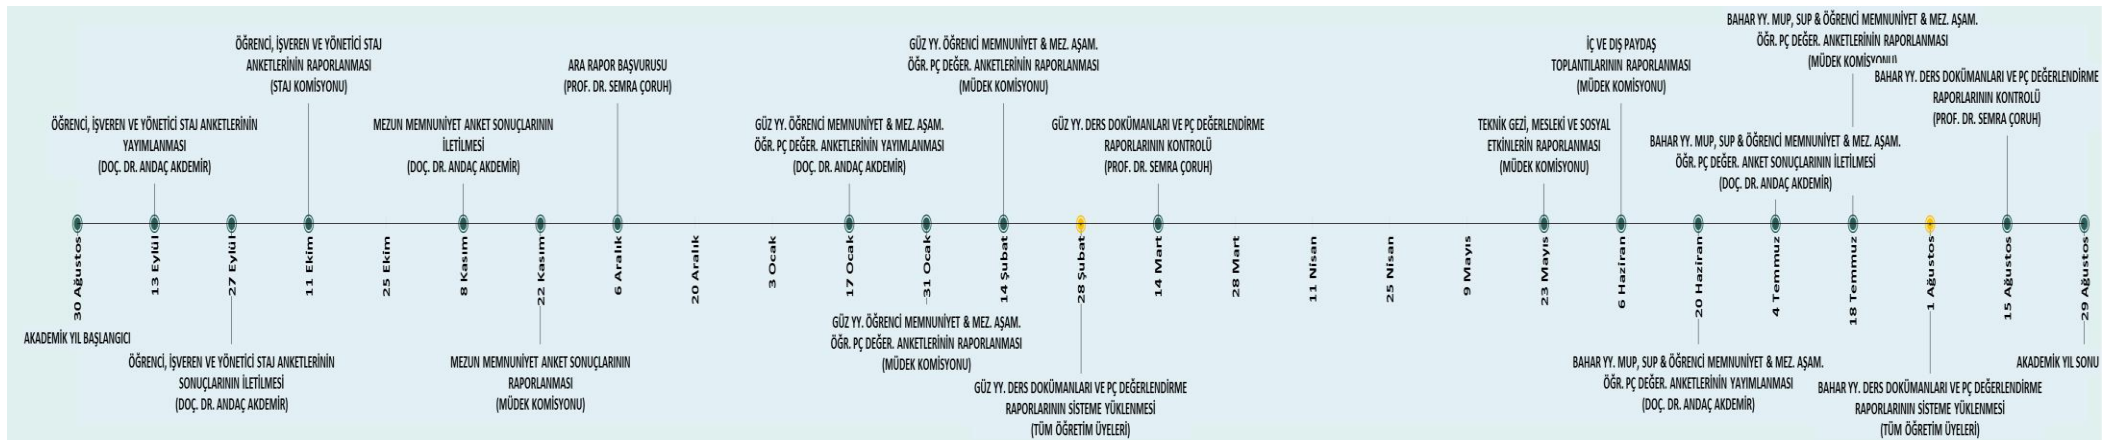 ÖĞRENCİ, İŞVEREN VE YÖNETİCİ STAJ ANKETLERİNİN
YAYIMLANMASI
(DOÇ. DR. ANDAÇ AKDEMİR)
ÖĞRENCİ, İŞVEREN VE YÖNETİCİ STAJ
ANKETLERİNİN RAPORLANMASI
(STAJ KOMİSYONU)
MEZUN MEMNUNİYET ANKET SONUÇLARININ
İLETİLMESİ
(DOÇ. DR. ANDAÇ AKDEMİR)
ARA RAPOR BAŞVURUSU
(PROF. DR. SEMRA ÇORUH)
GÜZ YY. ÖĞRENCİ MEMNUNİYET & MEZ. AŞAM.
ÖĞR. PÇ DEĞER. ANKETLERİNİN YAYIMLANMASI
(DOÇ. DR. ANDAÇ AKDEMİR)
GÜZ YY. ÖĞRENCİ MEMNUNİYET & MEZ. AŞAM.
ÖĞR. PÇ DEĞER. ANKETLERİNİN RAPORLANMASI
(MÜDEK KOMİSYONU)
GÜZ YY. DERS DOKÜMANLARI VE PÇ DEĞERLENDİRME
RAPORLARININ KONTROLÜ
(PROF. DR. SEMRA ÇORUH)
TEKNİK GEZİ, MESLEKİ VE SOSYAL
ETKİNLERİN RAPORLANMASI
(MÜDEK KOMİSYONU)
İÇ VE DIŞ PAYDAŞ
TOPLANTILARININ RAPORLANMASI
(MÜDEK KOMİSYONU)
BAHAR YY. MUP, SUP & ÖĞRENCİ MEMNUNİYET & MEZ. AŞAM.
ÖĞR. PÇ DEĞER. ANKET SONUÇLARININ İLETİLMESİ
(DOÇ. DR. ANDAÇ AKDEMİR)
BAHAR YY. MUP, SUP & ÖĞRENCİ MEMNUNİYET & MEZ. AŞAM.
ÖĞR. PÇ DEĞER. ANKETLERİNİN RAPORLANMASI
(MÜDEK KOMİSYONU)
BAHAR YY. DERS DOKÜMANLARI VE PÇ DEĞERLENDİRME
RAPORLARININ KONTROLÜ
(PROF. DR. SEMRA ÇORUH)
30 Ağustos
13 Eylül
27 Eylül
11 Ekim
25 Ekim
8 Kasım
22 Kasım
6 Aralık
20 Aralık
3 Ocak
17 Ocak
31 Ocak
14 Şubat
28 Şubat
14 Mart
28 Mart
11 Nisan
25 Nisan
9 Mayıs
23 Mayıs
6 Haziran
20 Haziran
4 Temmuz
18 Temmuz
1 Ağustos
15 Ağustos
29 Ağustos
AKADEMİK YIL BAŞLANGICI
ÖĞRENCİ, İŞVEREN VE YÖNETİCİ STAJ ANKETLERİNİN
SONUÇLARININ İLETİLMESİ
(DOÇ. DR. ANDAÇ AKDEMİR)
MEZUN MEMNUNİYET ANKET SONUÇLARININ
RAPORLANMASI
(MÜDEK KOMİSYONU)
GÜZ YY. ÖĞRENCİ MEMNUNİYET & MEZ. AŞAM.
ÖĞR. PÇ DEĞER. ANKETLERİNİN RAPORLANMASI
(MÜDEK KOMİSYONU)
GÜZ YY. DERS DOKÜMANLARI VE PÇ DEĞERLENDİRME
RAPORLARININ SİSTEME YÜKLENMESİ
(TÜM ÖĞRETİM ÜYELERİ)
BAHAR YY. MUP, SUP & ÖĞRENCİ MEMNUNİYET & MEZ. AŞAM.
ÖĞR. PÇ DEĞER. ANKETLERİNİN YAYIMLANMASI
(DOÇ. DR. ANDAÇ AKDEMİR)
BAHAR YY. DERS DOKÜMANLARI VE PÇ DEĞERLENDİRME
RAPORLARININ SİSTEME YÜKLENMESİ
(TÜM ÖĞRETİM ÜYELERİ)
AKADEMİK YIL SONU